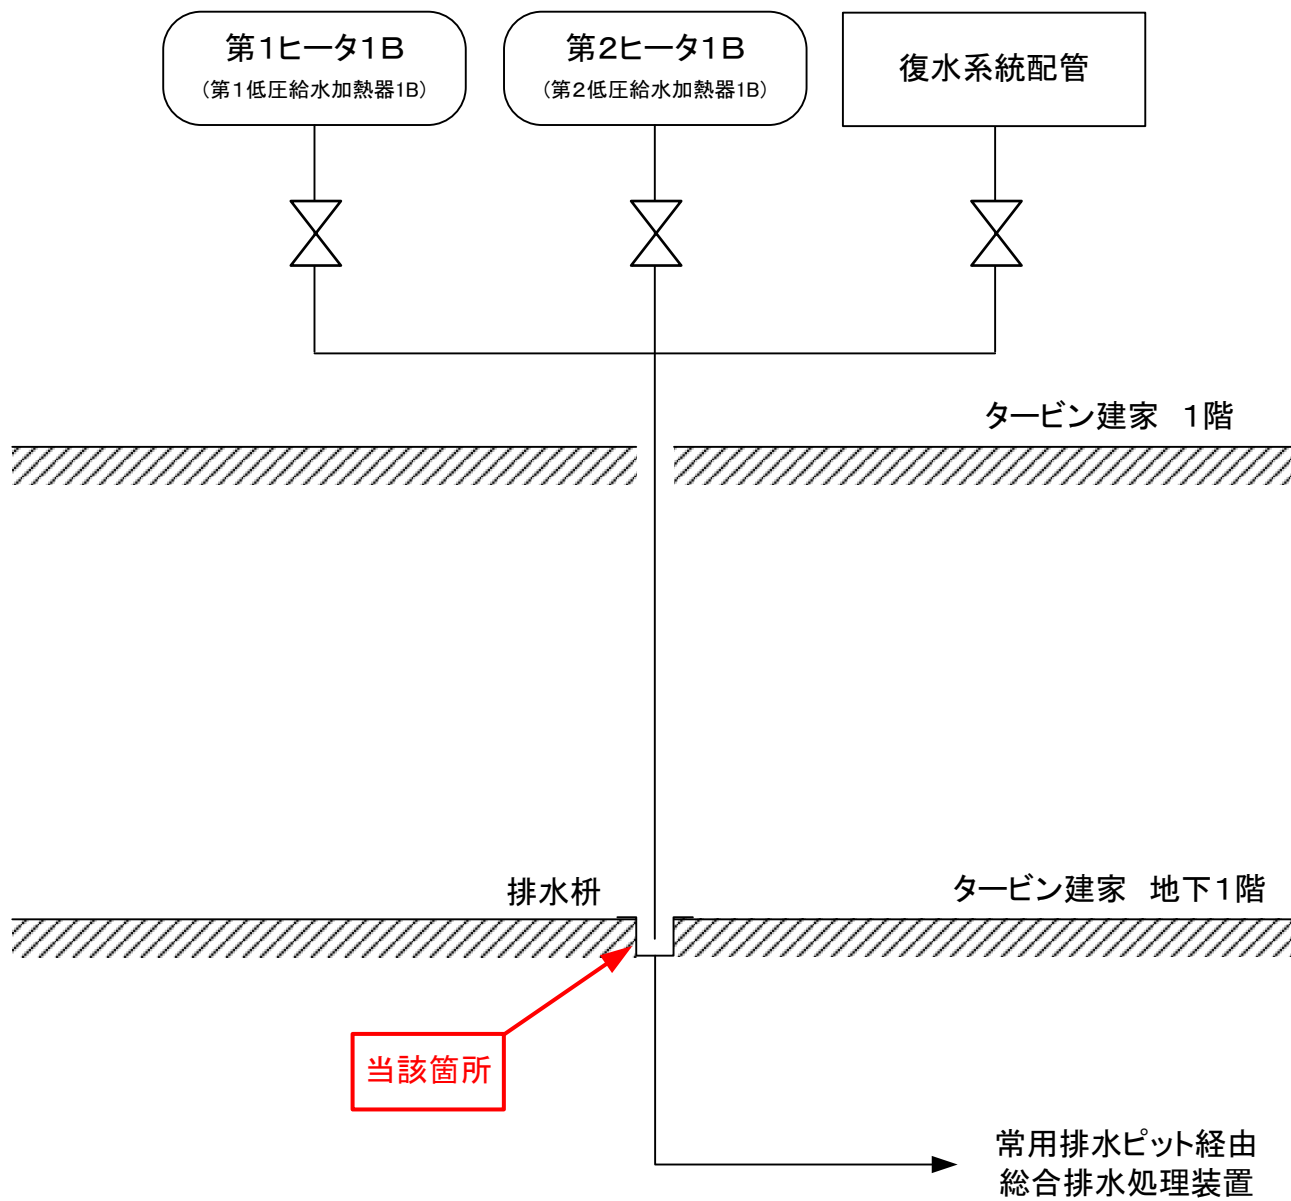 第1ヒータ1B
(第1低圧給水加熱器1B)
第2ヒータ1B
(第2低圧給水加熱器1B)
復水系統配管
タービン建家　1階
排水枡
タービン建家　地下1階
当該箇所
常用排水ピット経由
総合排水処理装置